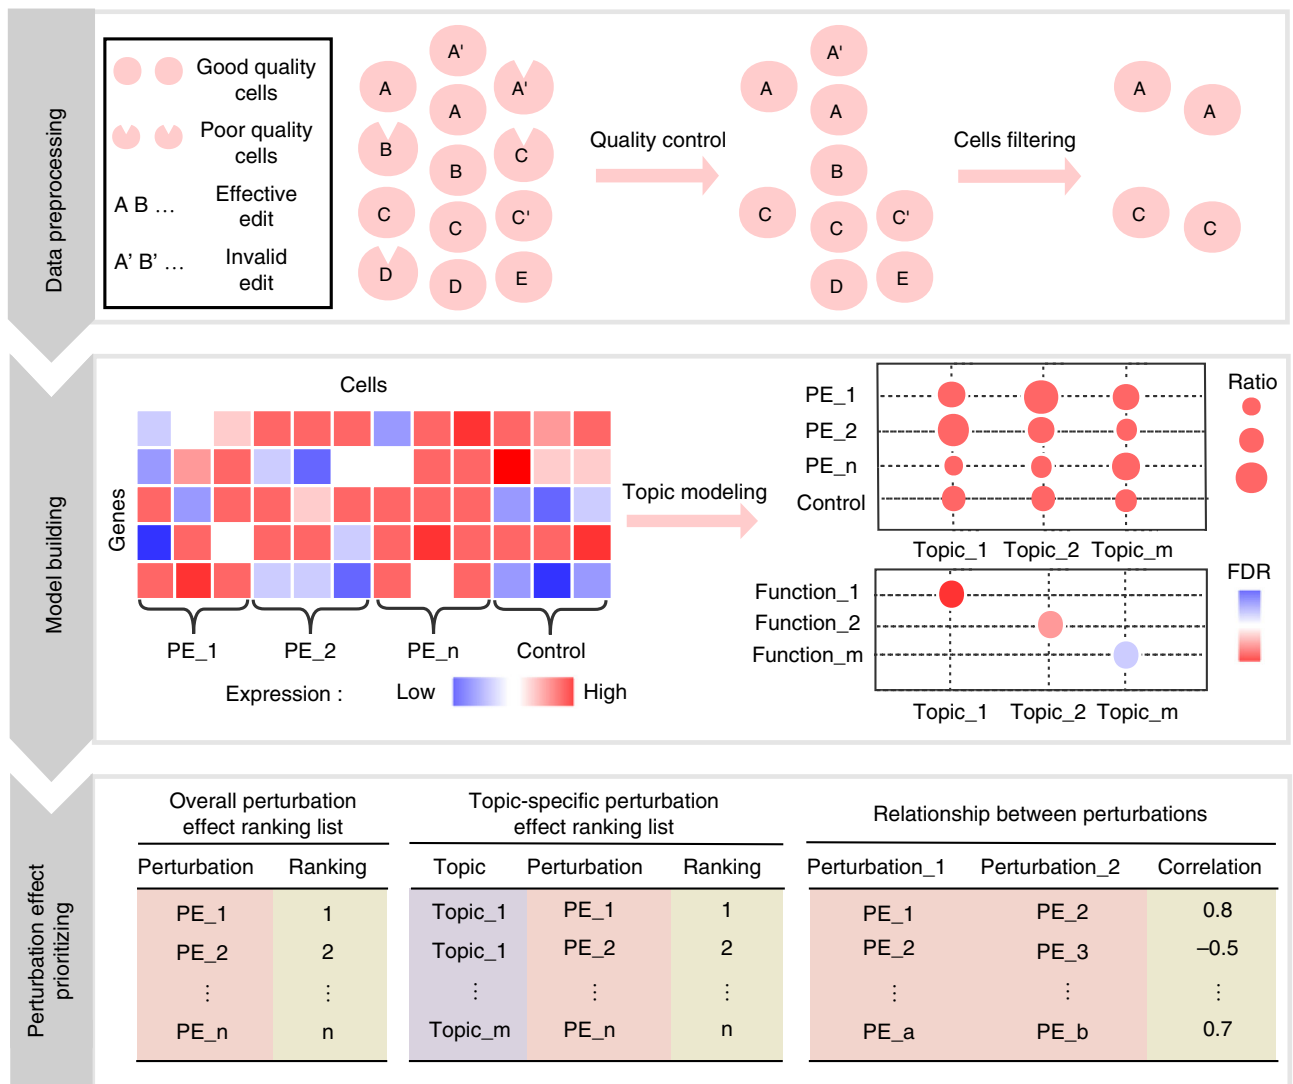 Data preprocessing
Good quality
cells
Poor quality
cells
A B …
Effective
edit
A' B' …
Invalid
edit
A
A'
A'
A
B
C
B
C
C
C'
D
D
E
Quality control
A
A'
A
B
C
C
C'
D
E
Cells filtering
A
A
C
C
Model building
Cells
Genes
PE_1
PE_2
PE_n
Control
Expression :
Low
High
Topic modeling
PE_1
PE_2
PE_n
Control
Topic_1
Topic_2
Topic_m
Ratio
Function_1
Function_2
Function_m
Topic_1
Topic_2
Topic_m
FDR
Perturbation effect
prioritizing
Overall perturbation
effect ranking list
Perturbation Ranking
PE_1 1
PE_2 2
⋮ ⋮
PE_n n
Topic-specific perturbation
effect ranking list
Topic Perturbation Ranking
Topic_1 PE_1 1
Topic_1 PE_2 2
⋮ ⋮ ⋮
Topic_m PE_n n
Relationship between perturbations
Perturbation_1 Perturbation_2 Correlation
PE_1 PE_2 0.8
PE_2 PE_3 –0.5
⋮ ⋮ ⋮
PE_a PE_b 0.7